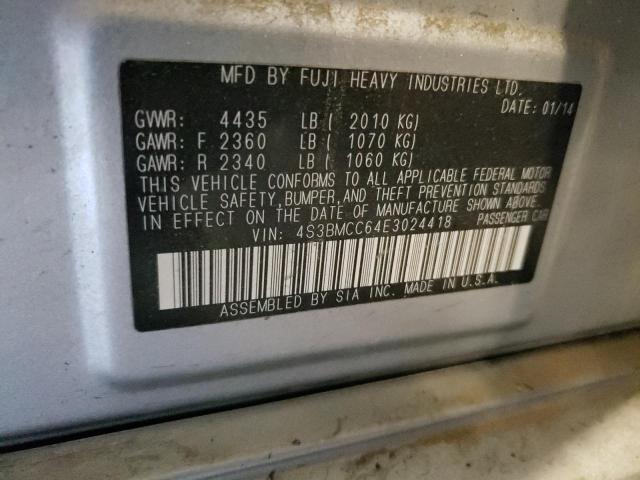 MFD BY FUJI HEAVY INDUSTRIES LTD.
DATE: 01/14
GVWR: 4435 LB ( 2010 KG)
GAWR: F 2360 LB ( 1070 KG)
GAWR: R 2340 LB ( 1060 KG)
THIS VEHICLE CONFORMS TO ALL APPLICABLE FEDERAL MOTOR
VEHICLE SAFETY, BUMPER, AND THEFT PREVENTION STANDARDS
IN EFFECT ON THE DATE OF MANUFACTURE SHOWN ABOVE.
VIN: 4S3BMCC64E3024418 PASSENGER CAR
ASSEMBLED BY SIA INC. MADE IN U.S.A.